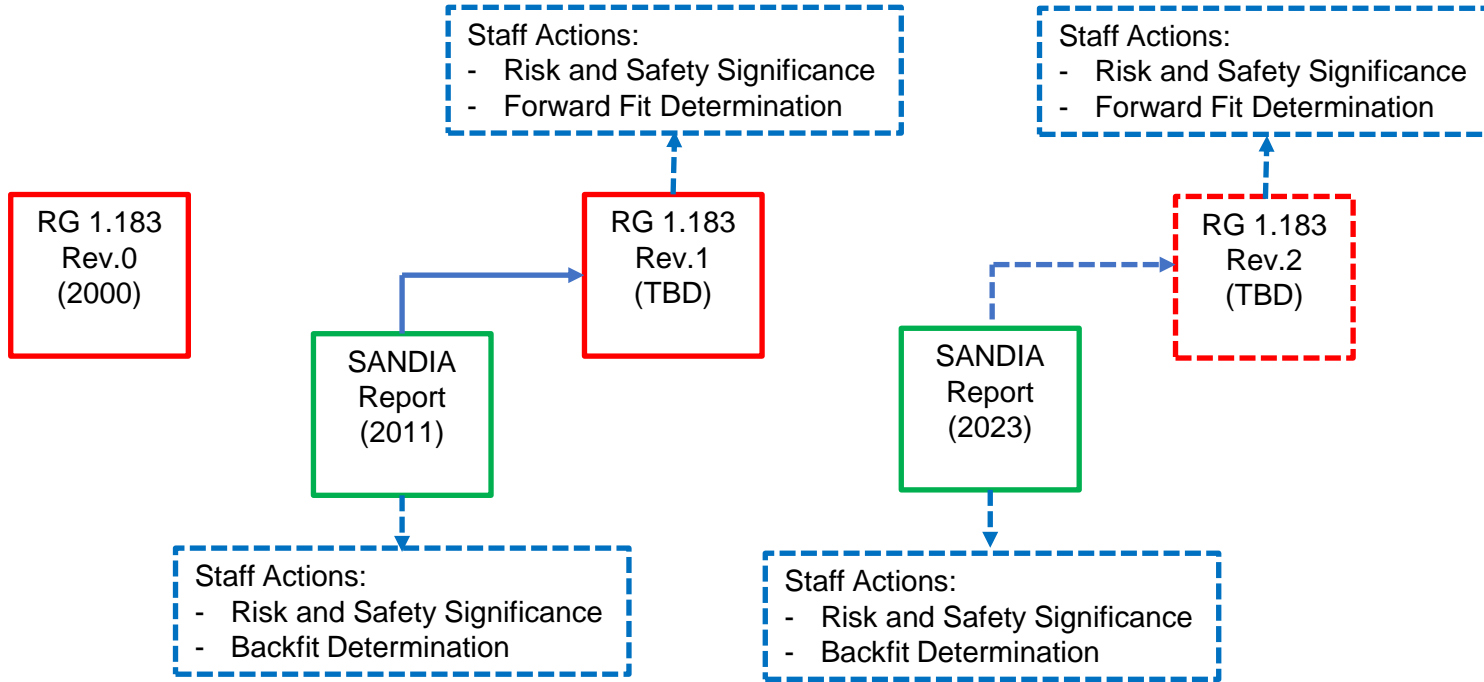 Staff Actions:
- Risk and Safety Significance
- Forward Fit Determination
Staff Actions:
- Risk and Safety Significance
- Forward Fit Determination
RG 1.183
Rev.0
(2000)
RG 1.183
Rev.1
(TBD)
RG 1.183
Rev.2
(TBD)
SANDIA
Report
(2011)
SANDIA
Report
(2023)
Staff Actions:
- Risk and Safety Significance
- Backfit Determination
Staff Actions:
- Risk and Safety Significance
- Backfit Determination